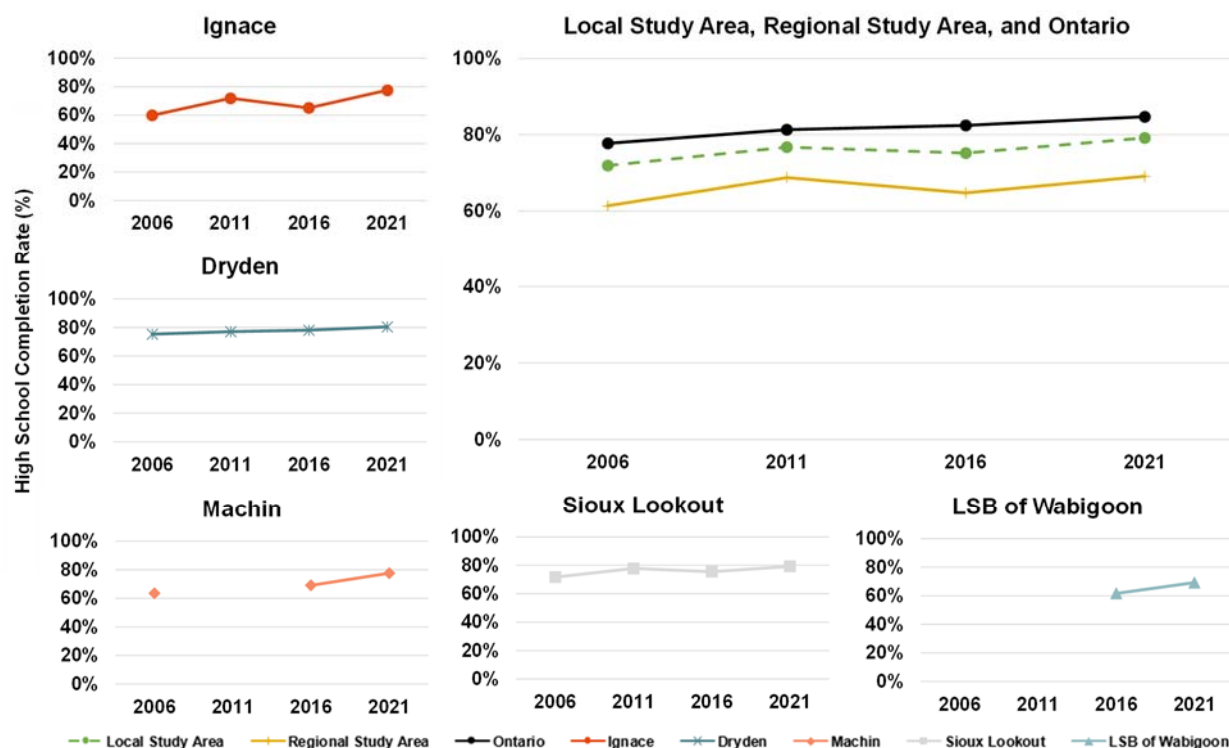 Ignace
Local Study Area, Regional Study Area, and Ontario
High School Completion Rate (%)
100%
80%
60%
40%
20%
0%
2006 2011 2016 2021
100%
80%
60%
40%
20%
0%
2006 2011 2016 2021
Dryden
100%
80%
60%
40%
20%
0%
2006 2011 2016 2021
Machin
100%
80%
60%
40%
20%
0%
2006 2011 2016 2021
Sioux Lookout
100%
80%
60%
40%
20%
0%
2006 2011 2016 2021
LSB of Wabigoon
100%
80%
60%
40%
20%
0%
2006 2011 2016 2021
Local Study Area Regional Study Area Ontario Ignace Dryden Machin Sioux Lookout LSB of Wabigoon